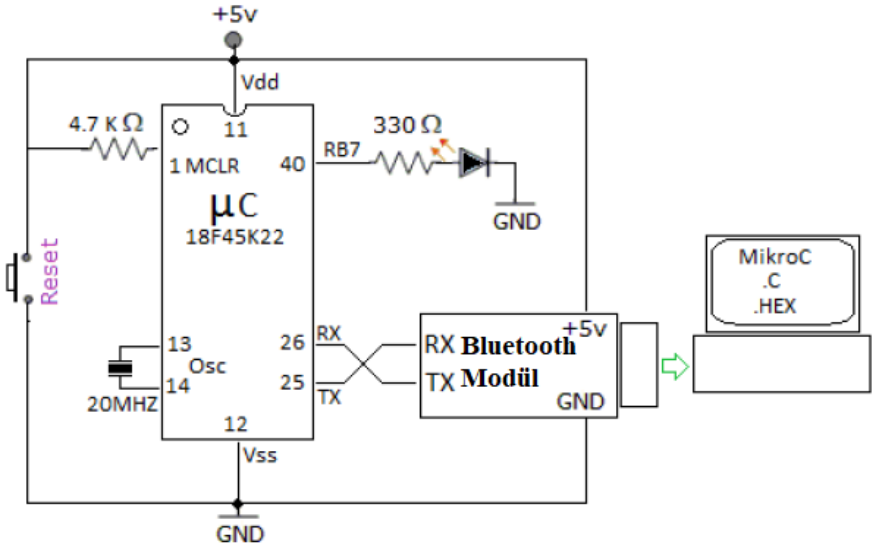 +5v
Vdd
4.7 K Ω
11
1 MCLR
40
RB7
330 Ω
GND
µC
18F45K22
Reset
13
Osc
14
20MHZ
26
RX
25
TX
12
Vss
GND
+5v
RX Bluetooth
TX Modül
GND
MikroC
.C
.HEX